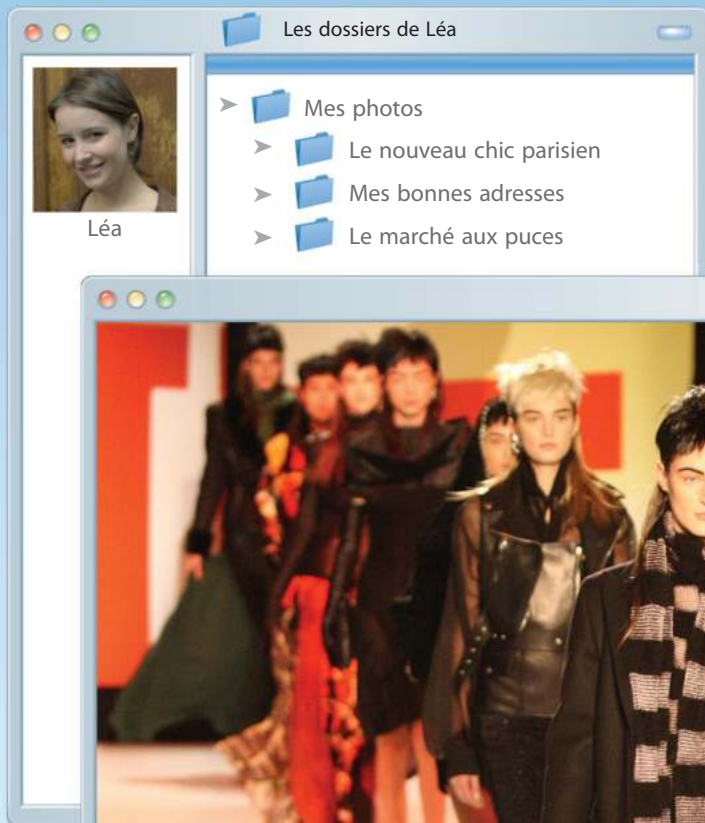 Les dossiers de Léa
Mes photos
Le nouveau chic parisien
Mes bonnes adresses
Le marché aux puces
Léa